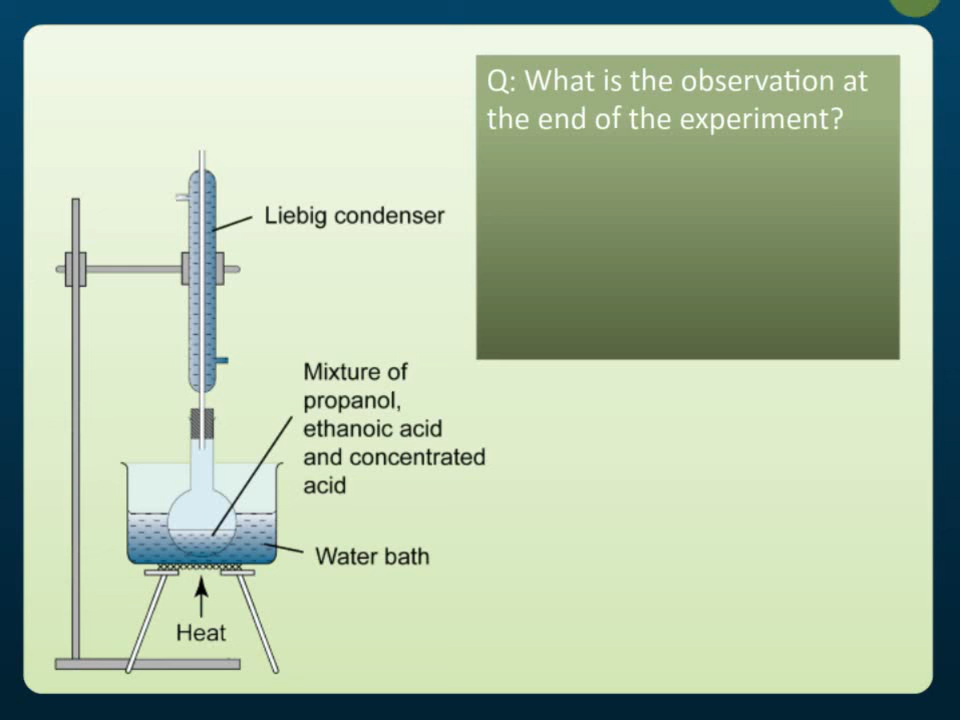 Q: What is the observation at
the end of the experiment?
Liebig condenser
Mixture of
propanol,
ethanoic acid
and concentrated
acid
Water bath
Heat